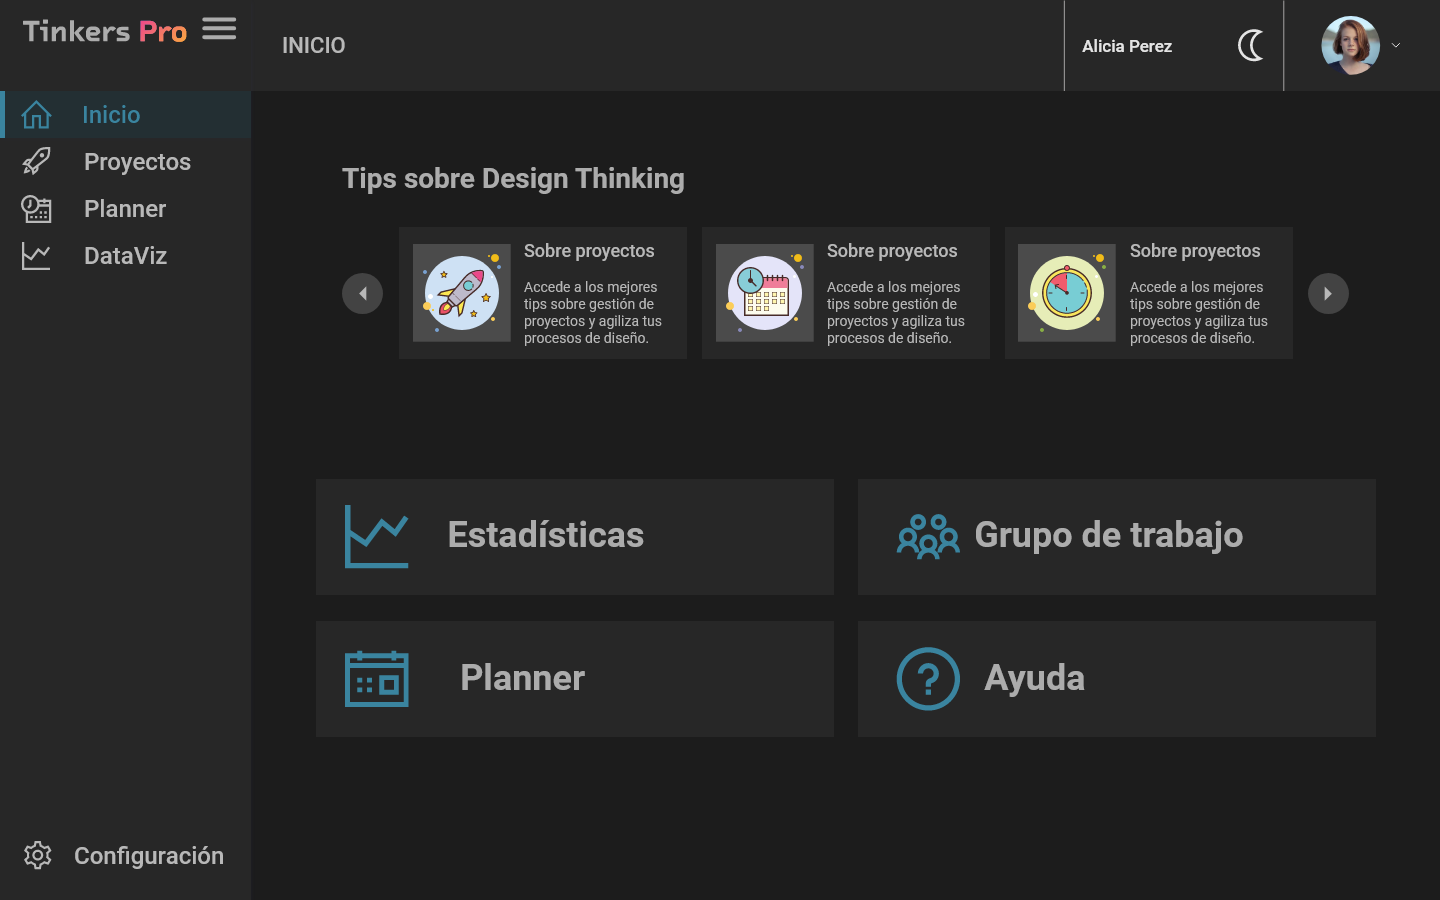 Tinkers Pro
INICIO
Alicia Perez
Inicio
Proyectos
Planner
DataViz
Configuración
Tips sobre Design Thinking
Sobre proyectos
Accede a los mejores
tips sobre gestión de
proyectos y agiliza tus
procesos de diseño.
Sobre proyectos
Accede a los mejores
tips sobre gestión de
proyectos y agiliza tus
procesos de diseño.
Sobre proyectos
Accede a los mejores
tips sobre gestión de
proyectos y agiliza tus
procesos de diseño.
Estadísticas
Grupo de trabajo
Planner
Ayuda